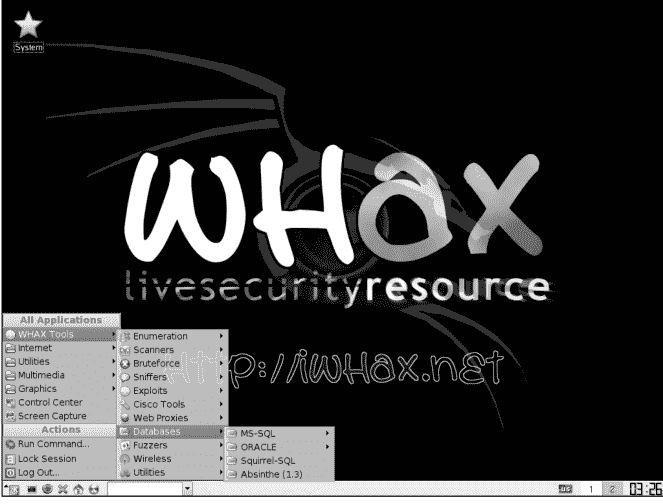 System
WHax
livesecurityresource
http://iWHax.net
All Applications
WHAX Tools
Internet
Utilities
Multimedia
Graphics
Control Center
Screen Capture
Actions
Run Command...
Lock Session
Log Out...
Enumeration
Scanners
Bruteforce
Sniffers
Exploits
Cisco Tools
Web Proxies
Databases
Fuzzers
Wireless
Utilities
MS-SQL
ORACLE
Squirrel-SQL
Absinthe (1.3)
us
1
2
03:26